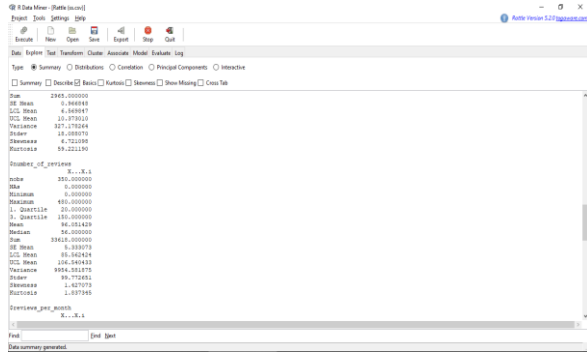 R Data Miner - [Rattle (ss.csv)]
Project Tools Settings Help
Rattle Version 5.2.0 togaware.com
Execute New Open Save Export Stop Quit
Data Explore Test Transform Cluster Associate Model Evaluate Log
Type: Summary Distributions Correlation Principal Components Interactive
Summary Describe Basics Kurtosis Skewness Show Missing Cross Tab
Sum 2965.000000
SE Mean 0.966848
LCL Mean 6.569847
UCL Mean 10.373010
Variance 327.178264
Stdev 18.088070
Skewness 6.721098
Kurtosis 59.221190
$number_of_reviews
X...X.i
nobs 350.000000
NAs 0.000000
Minimum 0.000000
Maximum 480.000000
1. Quartile 20.000000
3. Quartile 150.000000
Mean 96.051429
Median 56.000000
Sum 33618.000000
SE Mean 5.333073
LCL Mean 85.562424
UCL Mean 106.540433
Variance 9954.551875
Stdev 99.772651
Skewness 1.427073
Kurtosis 1.537345
$reviews_per_month
X...X.i
Find: Find Next
Data summary generated.